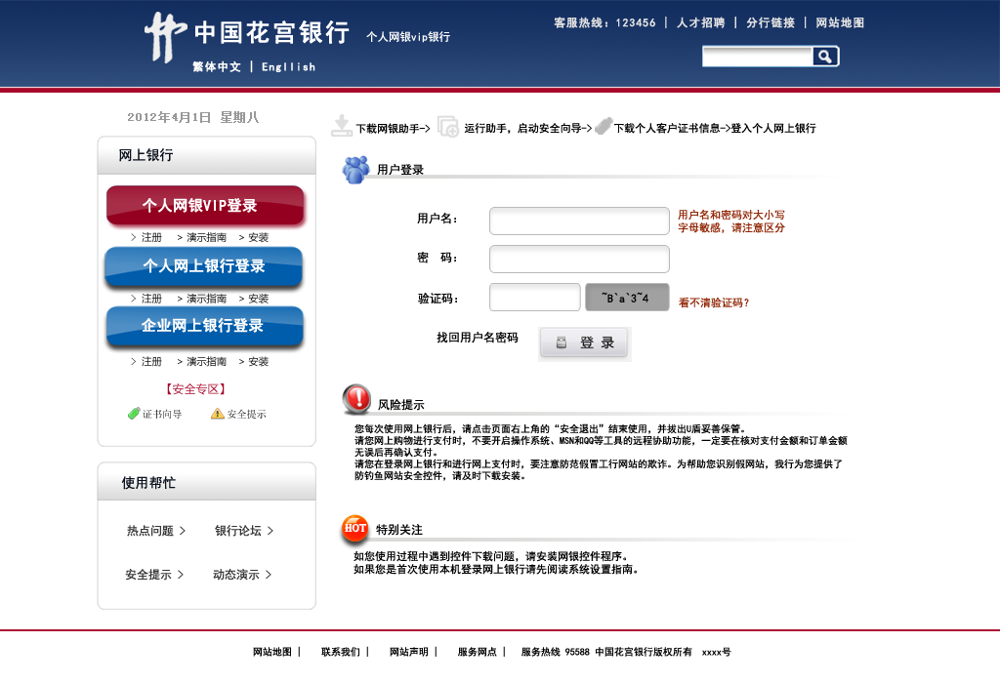 客服热线：123456 | 人才招聘 | 分行链接 | 网站地图
中国花宫银行 个人网银vip银行
繁体中文 | Engllish
2012年4月1日 星期八
网上银行
个人网银VIP登录
> 注册 > 演示指南 > 安装
个人网上银行登录
> 注册 > 演示指南 > 安装
企业网上银行登录
> 注册 > 演示指南 > 安装
【安全专区】
证书向导 安全提示
使用帮忙
热点问题 > 银行论坛 >
安全提示 > 动态演示 >
下载网银助手-> 运行助手，启动安全向导-> 下载个人客户证书信息->登入个人网上银行
用户登录
用户名：
用户名和密码对大小写
字母敏感，请注意区分
密 码：
验证码： ~B`a`3~4 看不清验证码?
找回用户名密码 登 录
风险提示
您每次使用网上银行后，请点击页面右上角的“安全退出”结束使用，并拔出U盾妥善保管。
请您网上购物进行支付时，不要开启操作系统、MSN和QQ等工具的远程协助功能，一定要在核对支付金额和订单金额
无误后再确认支付。
请您在登录网上银行和进行网上支付时，要注意防范假冒工行网站的欺诈。为帮助您识别假网站，我行为您提供了
防钓鱼网站安全控件，请及时下载安装。
HOT 特别关注
如您使用过程中遇到控件下载问题，请安装网银控件程序。
如果您是首次使用本机登录网上银行请先阅读系统设置指南。
网站地图 | 联系我们 | 网站声明 | 服务网点 | 服务热线 95588 中国花宫银行版权所有 xxxx号